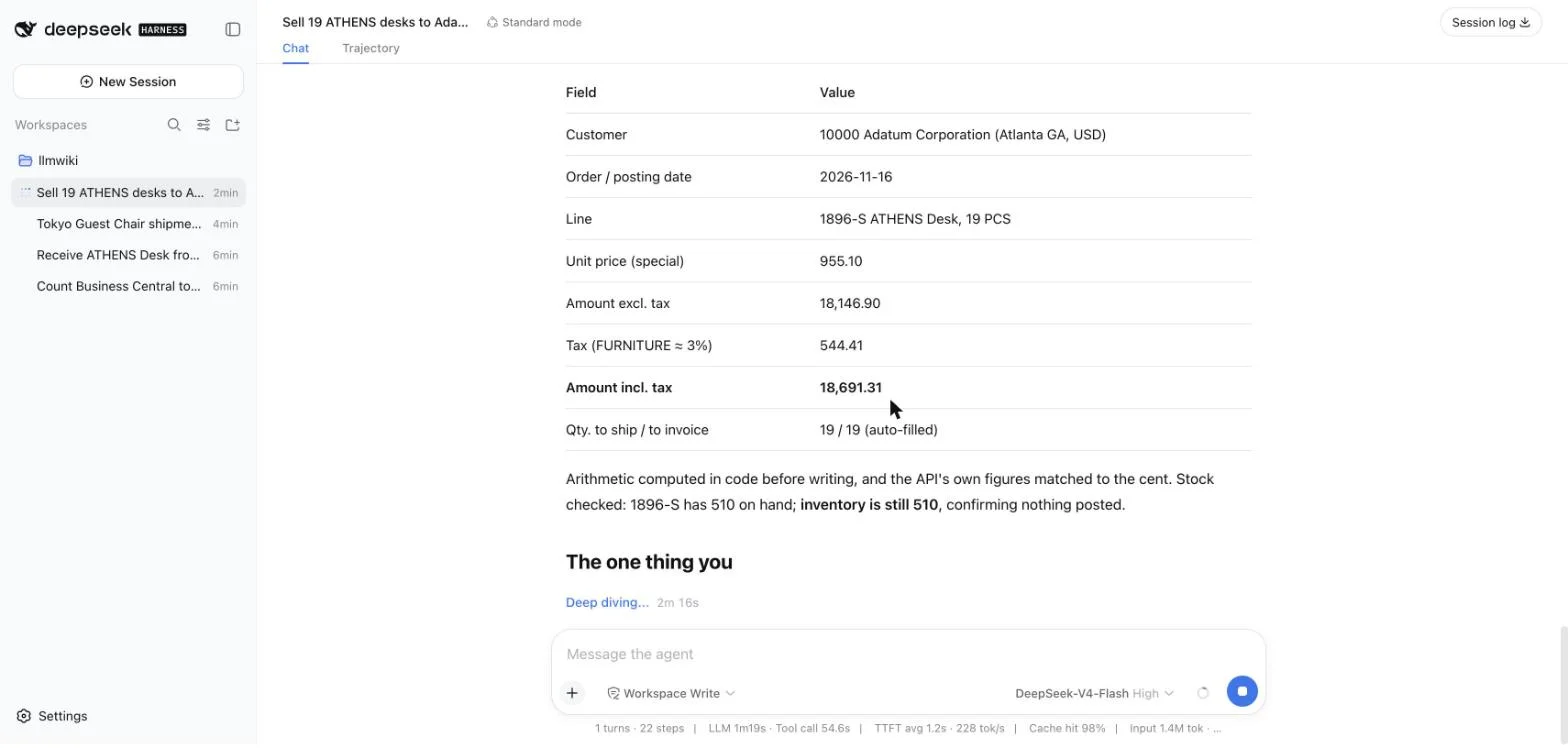 deepseek HARNESS
New Session
Workspaces
llmwiki
Sell 19 ATHENS desks to A... 2min
Tokyo Guest Chair shipme... 4min
Receive ATHENS Desk fro... 6min
Count Business Central to... 6min
Settings
Sell 19 ATHENS desks to Ada... Standard mode
Session log
Chat Trajectory
Field Value
Customer 10000 Adatum Corporation (Atlanta GA, USD)
Order / posting date 2026-11-16
Line 1896-S ATHENS Desk, 19 PCS
Unit price (special) 955.10
Amount excl. tax 18,146.90
Tax (FURNITURE ≈ 3%) 544.41
Amount incl. tax 18,691.31
Qty. to ship / to invoice 19 / 19 (auto-filled)
Arithmetic computed in code before writing, and the API's own figures matched to the cent. Stock
checked: 1896-S has 510 on hand; inventory is still 510, confirming nothing posted.
The one thing you
Deep diving... 2m 16s
Message the agent
Workspace Write DeepSeek-V4-Flash High
1 turns · 22 steps | LLM 1m19s · Tool call 54.6s | TTFT avg 1.2s · 228 tok/s | Cache hit 98% | Input 1.4M tok · ...